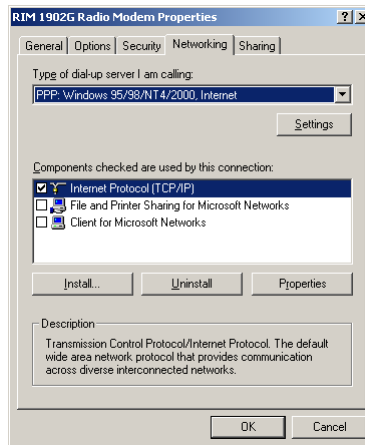 RIM 1902G Radio Modem Properties
General Options Security Networking Sharing
Type of dial-up server I am calling:
PPP: Windows 95/98/NT4/2000, Internet
Settings
Components checked are used by this connection:
Internet Protocol (TCP/IP)
File and Printer Sharing for Microsoft Networks
Client for Microsoft Networks
Install... Uninstall Properties
Description
Transmission Control Protocol/Internet Protocol. The default
wide area network protocol that provides communication
across diverse interconnected networks.
OK Cancel